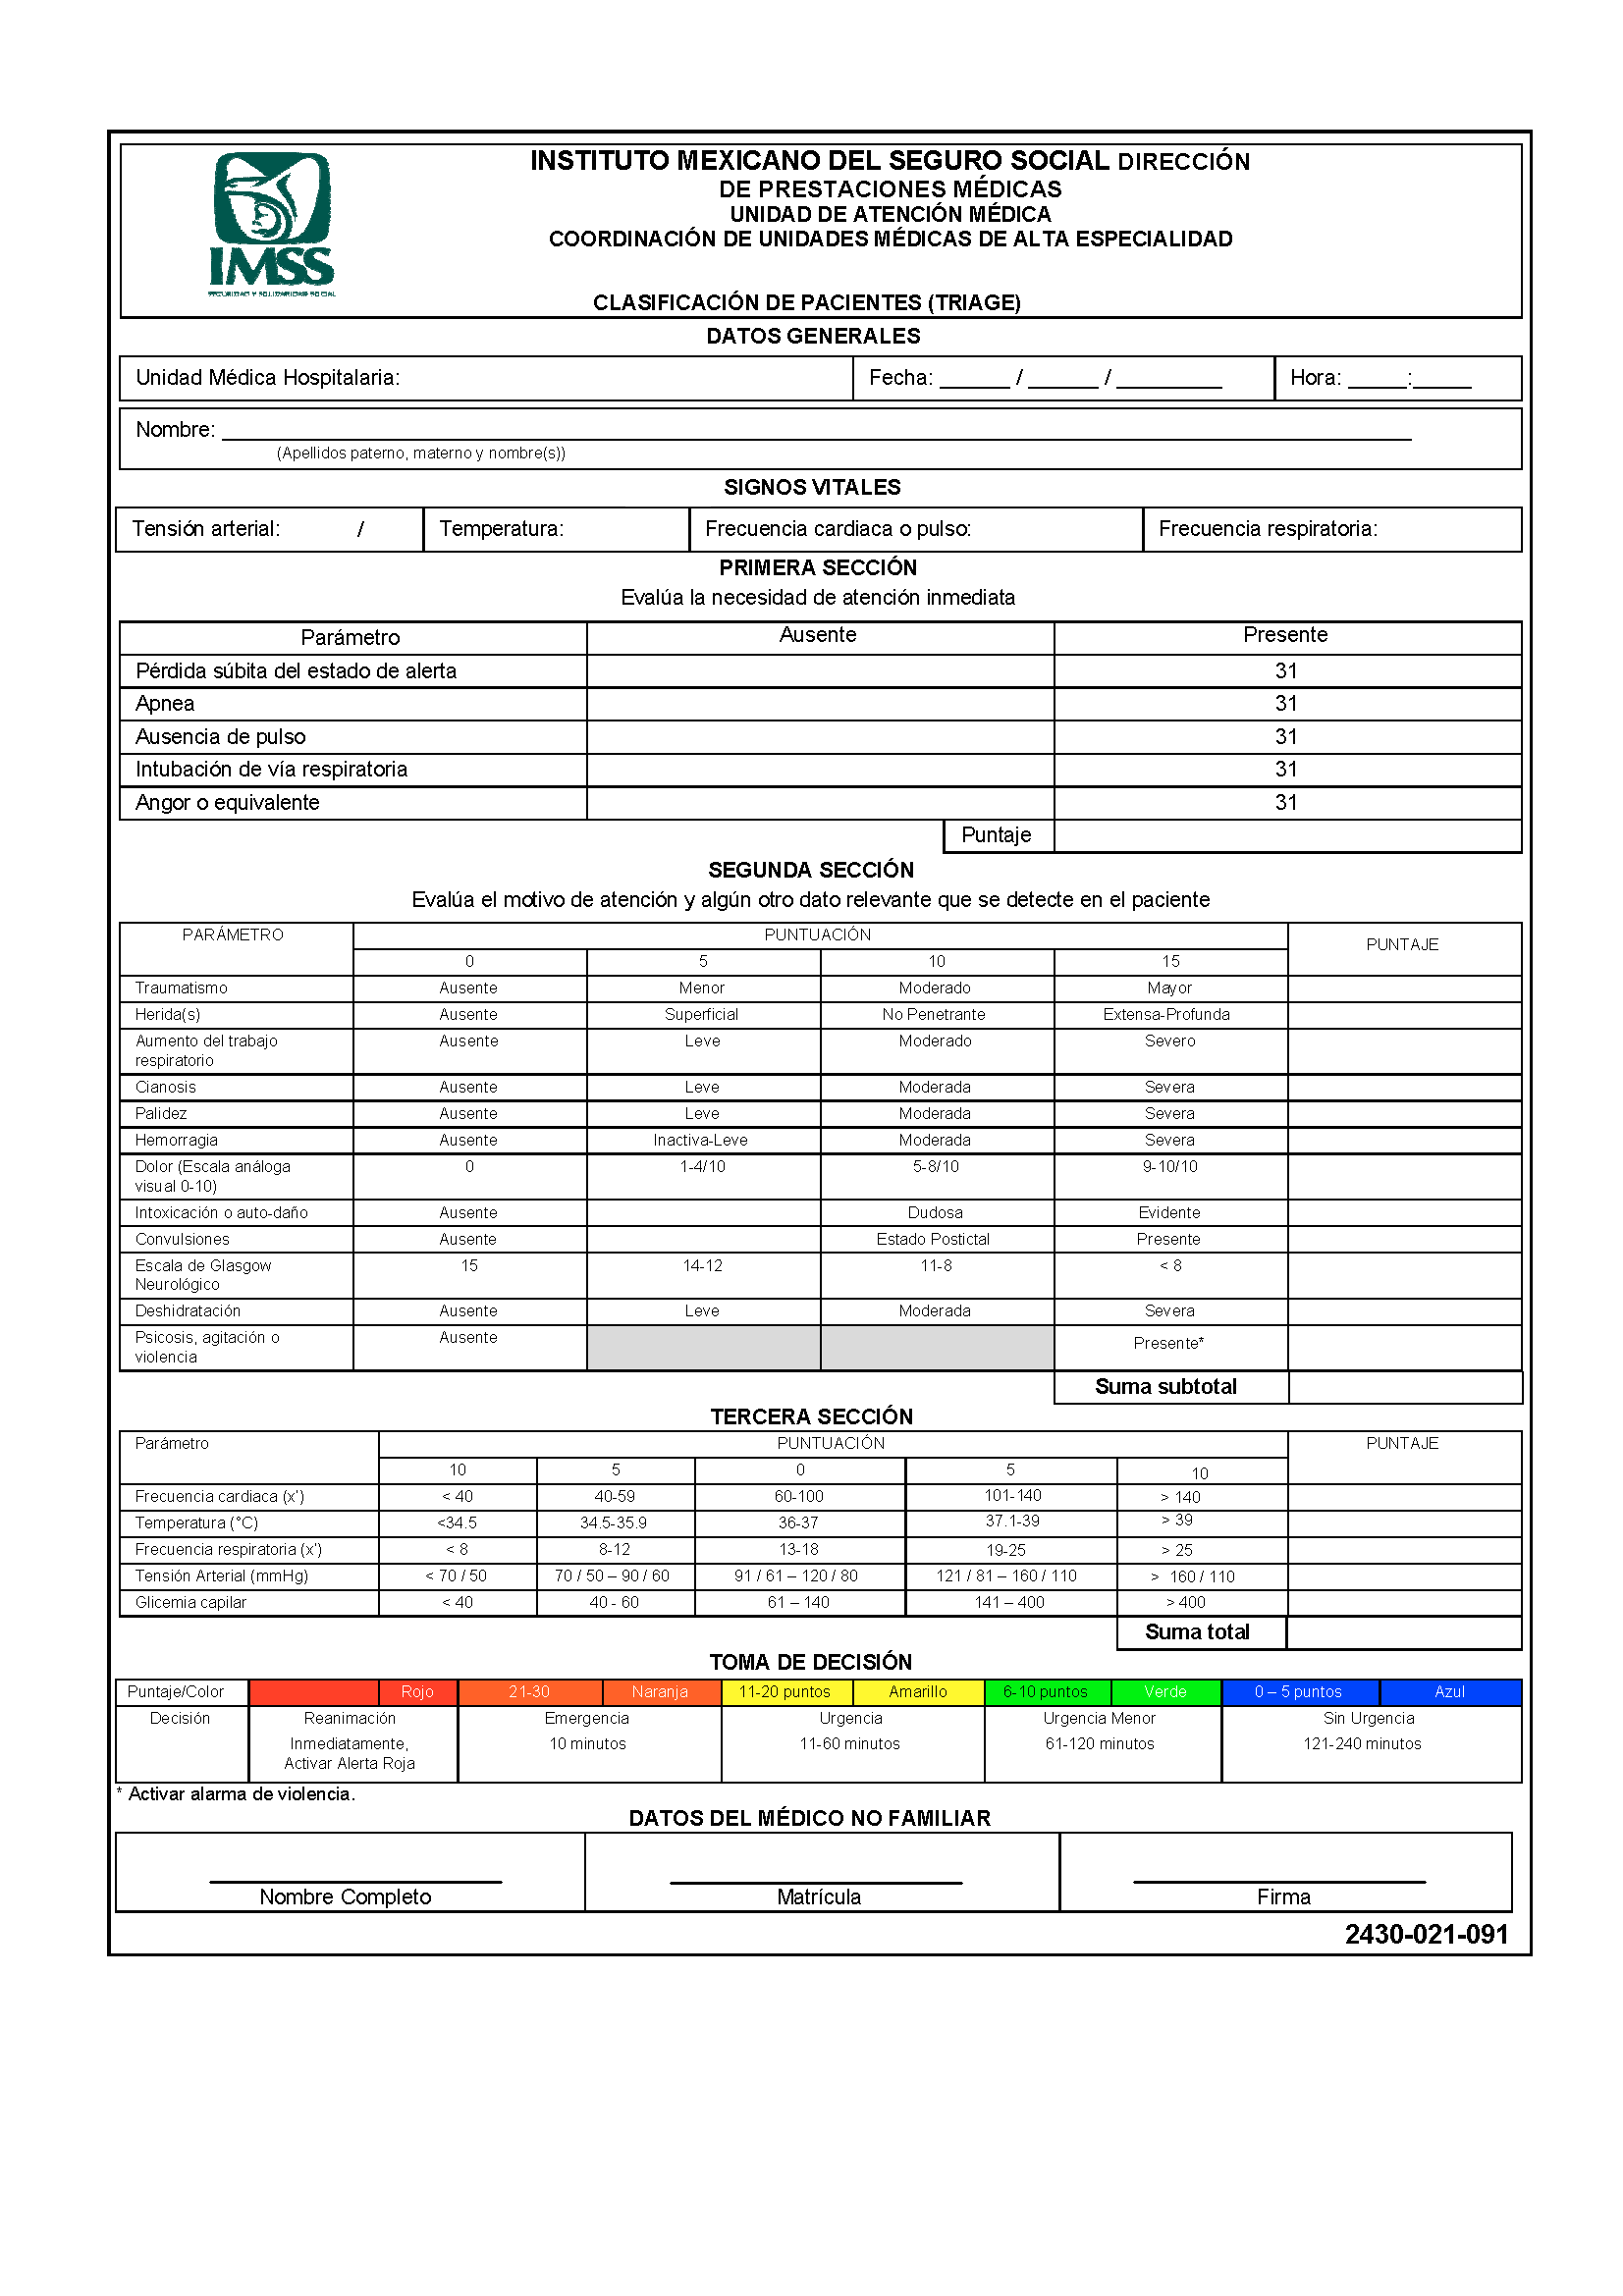 INSTITUTO MEXICANO DEL SEGURO SOCIAL DIRECCIÓN
DE PRESTACIONES MÉDICAS
UNIDAD DE ATENCIÓN MÉDICA
COORDINACIÓN DE UNIDADES MÉDICAS DE ALTA ESPECIALIDAD
IMSS
SEGURIDAD Y SOLIDARIDAD SOCIAL
CLASIFICACIÓN DE PACIENTES (TRIAGE)
DATOS GENERALES
Unidad Médica Hospitalaria: Fecha: ______ / ______ / _________ Hora: _____:_____
Nombre: ______________________________
(Apellidos paterno, materno y nombre(s))
SIGNOS VITALES
Tensión arterial: / Temperatura: Frecuencia cardiaca o pulso: Frecuencia respiratoria:
PRIMERA SECCIÓN
Evalúa la necesidad de atención inmediata
Parámetro Ausente Presente
Pérdida súbita del estado de alerta 31
Apnea 31
Ausencia de pulso 31
Intubación de vía respiratoria 31
Angor o equivalente 31
Puntaje
SEGUNDA SECCIÓN
Evalúa el motivo de atención y algún otro dato relevante que se detecte en el paciente
PARÁMETRO PUNTUACIÓN PUNTAJE
0 5 10 15
Traumatismo Ausente Menor Moderado Mayor
Herida(s) Ausente Superficial No Penetrante Extensa-Profunda
Aumento del trabajo Ausente Leve Moderado Severo
respiratorio
Cianosis Ausente Leve Moderada Severa
Palidez Ausente Leve Moderada Severa
Hemorragia Ausente Inactiva-Leve Moderada Severa
Dolor (Escala análoga 0 1-4/10 5-8/10 9-10/10
visual 0-10)
Intoxicación o auto-daño Ausente Dudosa Evidente
Convulsiones Ausente Estado Postictal Presente
Escala de Glasgow 15 14-12 11-8 < 8
Neurológico
Deshidratación Ausente Leve Moderada Severa
Psicosis, agitación o Ausente Presente*
violencia
Suma subtotal
TERCERA SECCIÓN
Parámetro PUNTUACIÓN PUNTAJE
10 5 0 5 10
Frecuencia cardiaca (x') < 40 40-59 60-100 101-140 > 140
Temperatura (°C) <34.5 34.5-35.9 36-37 37.1-39 > 39
Frecuencia respiratoria (x') < 8 8-12 13-18 19-25 > 25
Tensión Arterial (mmHg) < 70 / 50 70 / 50 – 90 / 60 91 / 61 – 120 / 80 121 / 81 – 160 / 110 > 160 / 110
Glicemia capilar < 40 40 - 60 61 – 140 141 – 400 > 400
Suma total
TOMA DE DECISIÓN
Puntaje/Color Rojo 21-30 Naranja 11-20 puntos Amarillo 6-10 puntos Verde 0 – 5 puntos Azul
Decisión Reanimación Emergencia Urgencia Urgencia Menor Sin Urgencia
Inmediatamente, 10 minutos 11-60 minutos 61-120 minutos 121-240 minutos
Activar Alerta Roja
* Activar alarma de violencia.
DATOS DEL MÉDICO NO FAMILIAR
Nombre Completo Matrícula Firma
2430-021-091